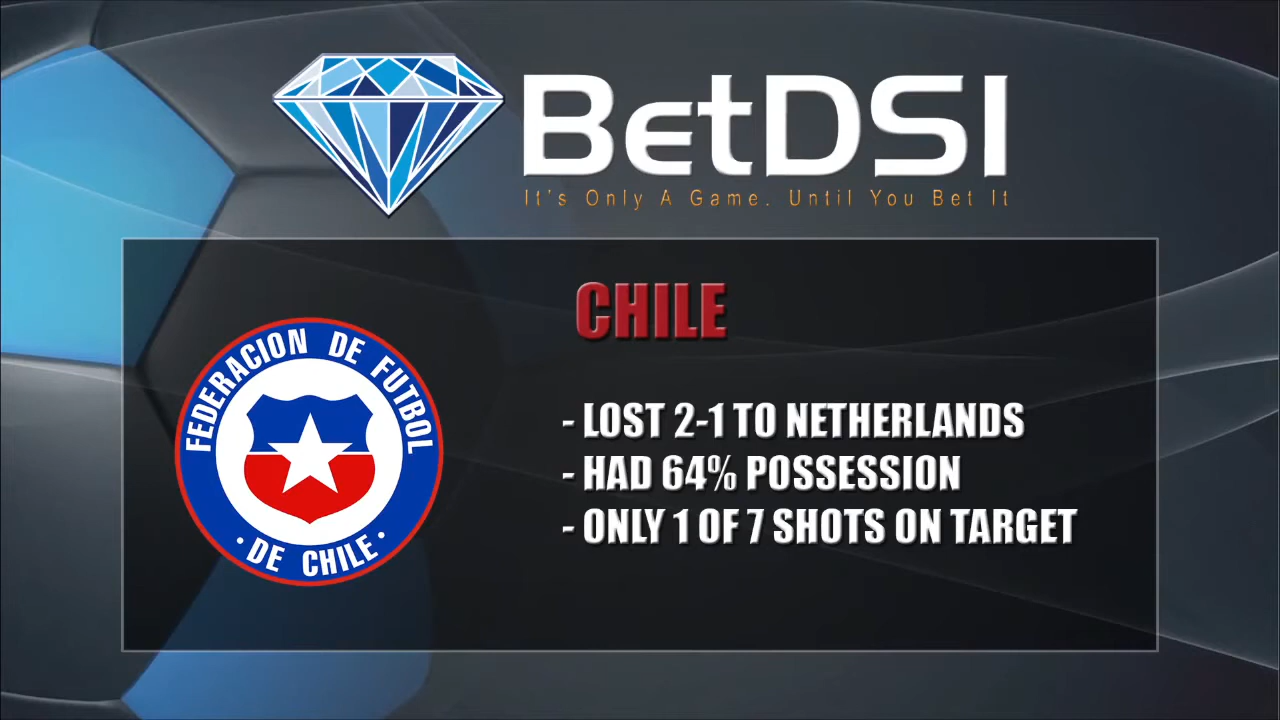 BetDSI
It's Only A Game. Until You Bet It
CHILE
FEDERACION DE FUTBOL
· DE CHILE ·
- LOST 2-1 TO NETHERLANDS
- HAD 64% POSSESSION
- ONLY 1 OF 7 SHOTS ON TARGET